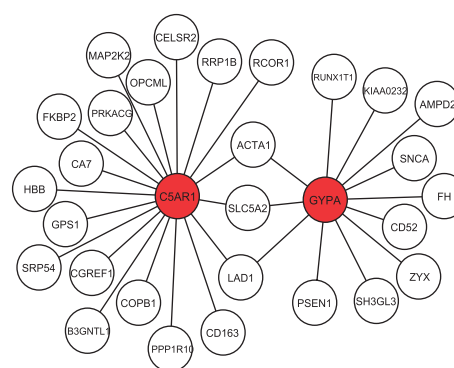 CELSR2
MAP2K2
RRP1B
RCOR1
OPCML
RUNX1T1
KIAA0232
AMPD2
FKBP2
PRKACG
ACTA1
SNCA
CA7
HBB
C5AR1
GYPA
FH
SLC5A2
GPS1
CD52
SRP54
CGREF1
LAD1
ZYX
COPB1
PSEN1
SH3GL3
B3GNTL1
CD163
PPP1R10